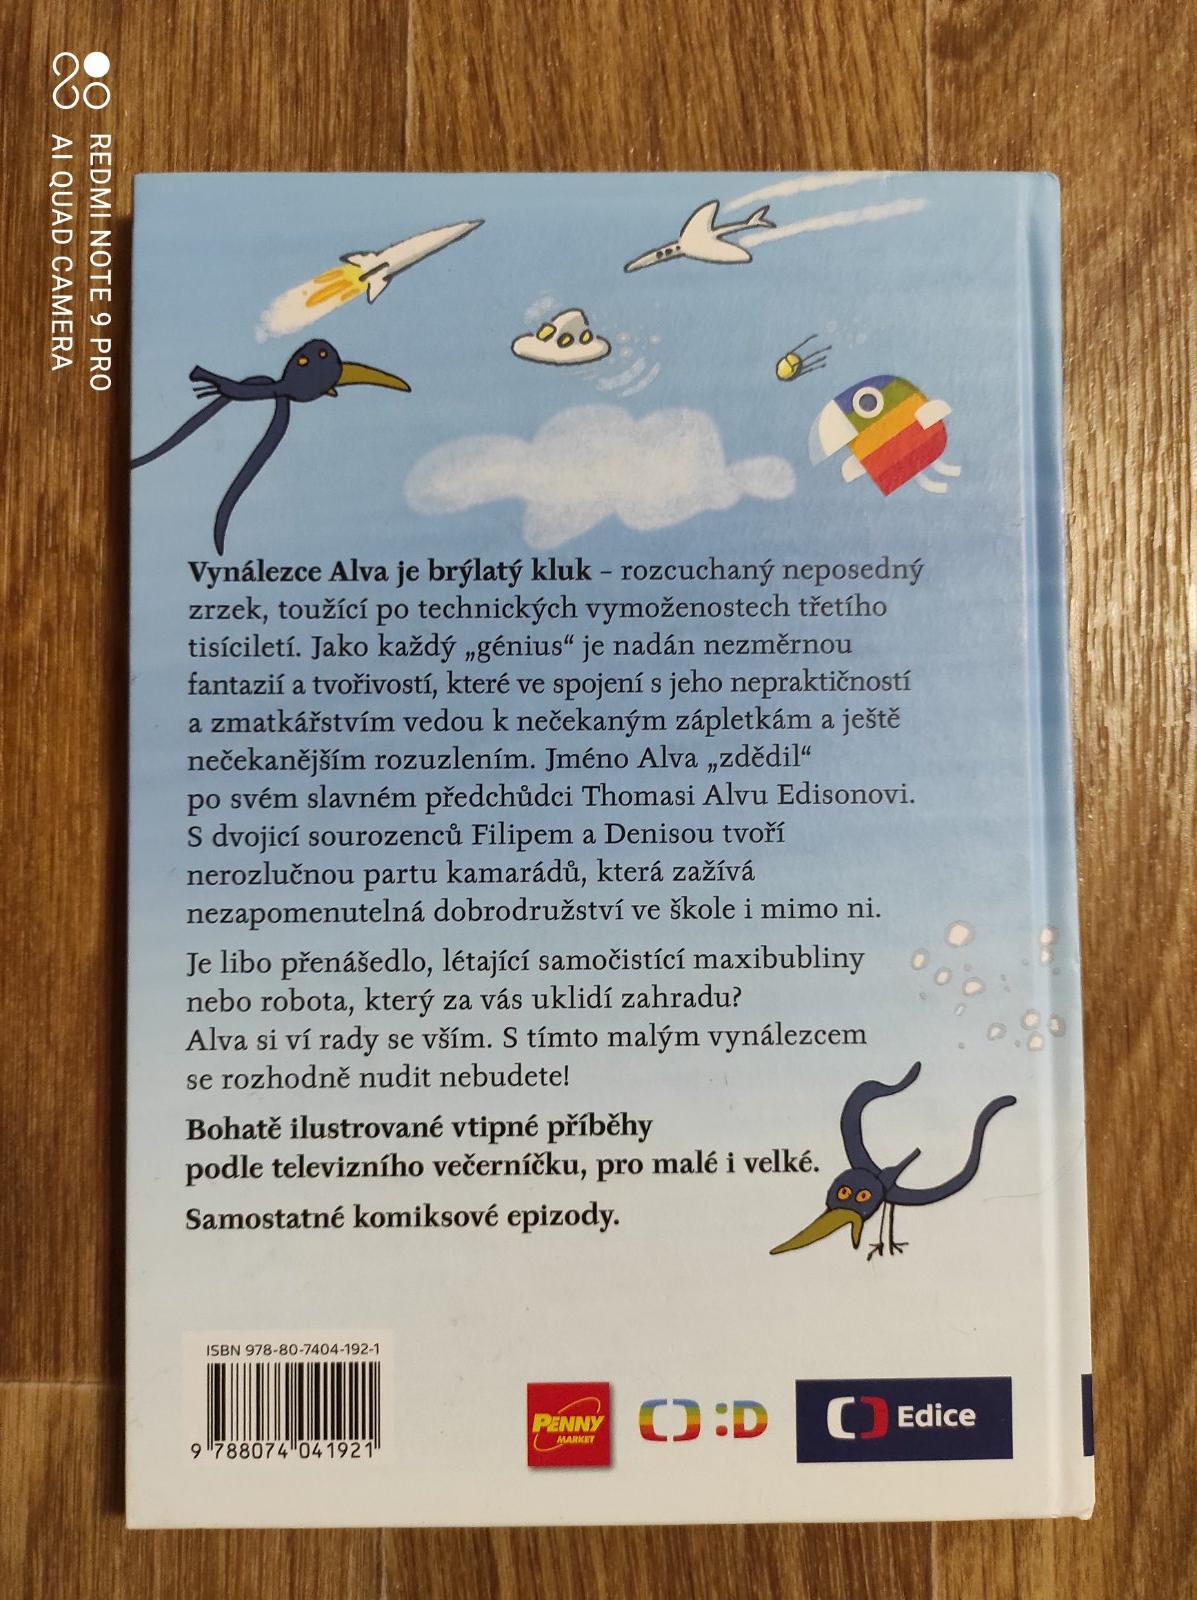 REDMI NOTE 9 PRO
AI QUAD CAMERA
Vynálezce Alva je brýlatý kluk – rozcuchaný neposedný
zrzek, toužící po technických vymoženostech třetího
tisíciletí. Jako každý „génius“ je nadán nezměrnou
fantazií a tvořivostí, které ve spojení s jeho nepraktičností
a zmatkářstvím vedou k nečekaným zápletkám a ještě
nečekanějším rozuzlením. Jméno Alva „zdědil“
po svém slavném předchůdci Thomasi Alvu Edisonovi.
S dvojicí sourozenců Filipem a Denisou tvoří
nerozlučnou partu kamarádů, která zažívá
nezapomenutelná dobrodružství ve škole i mimo ni.
Je libo přenášedlo, létající samočistící maxibubliny
nebo robota, který za vás uklidí zahradu?
Alva si ví rady se vším. S tímto malým vynálezcem
se rozhodně nudit nebudete!
Bohatě ilustrované vtipné příběhy
podle televizního večerníčku, pro malé i velké.
Samostatné komiksové epizody.
ISBN 978-80-7404-192-1
9 788074 041921
PENNY
MARKET
:D
Edice